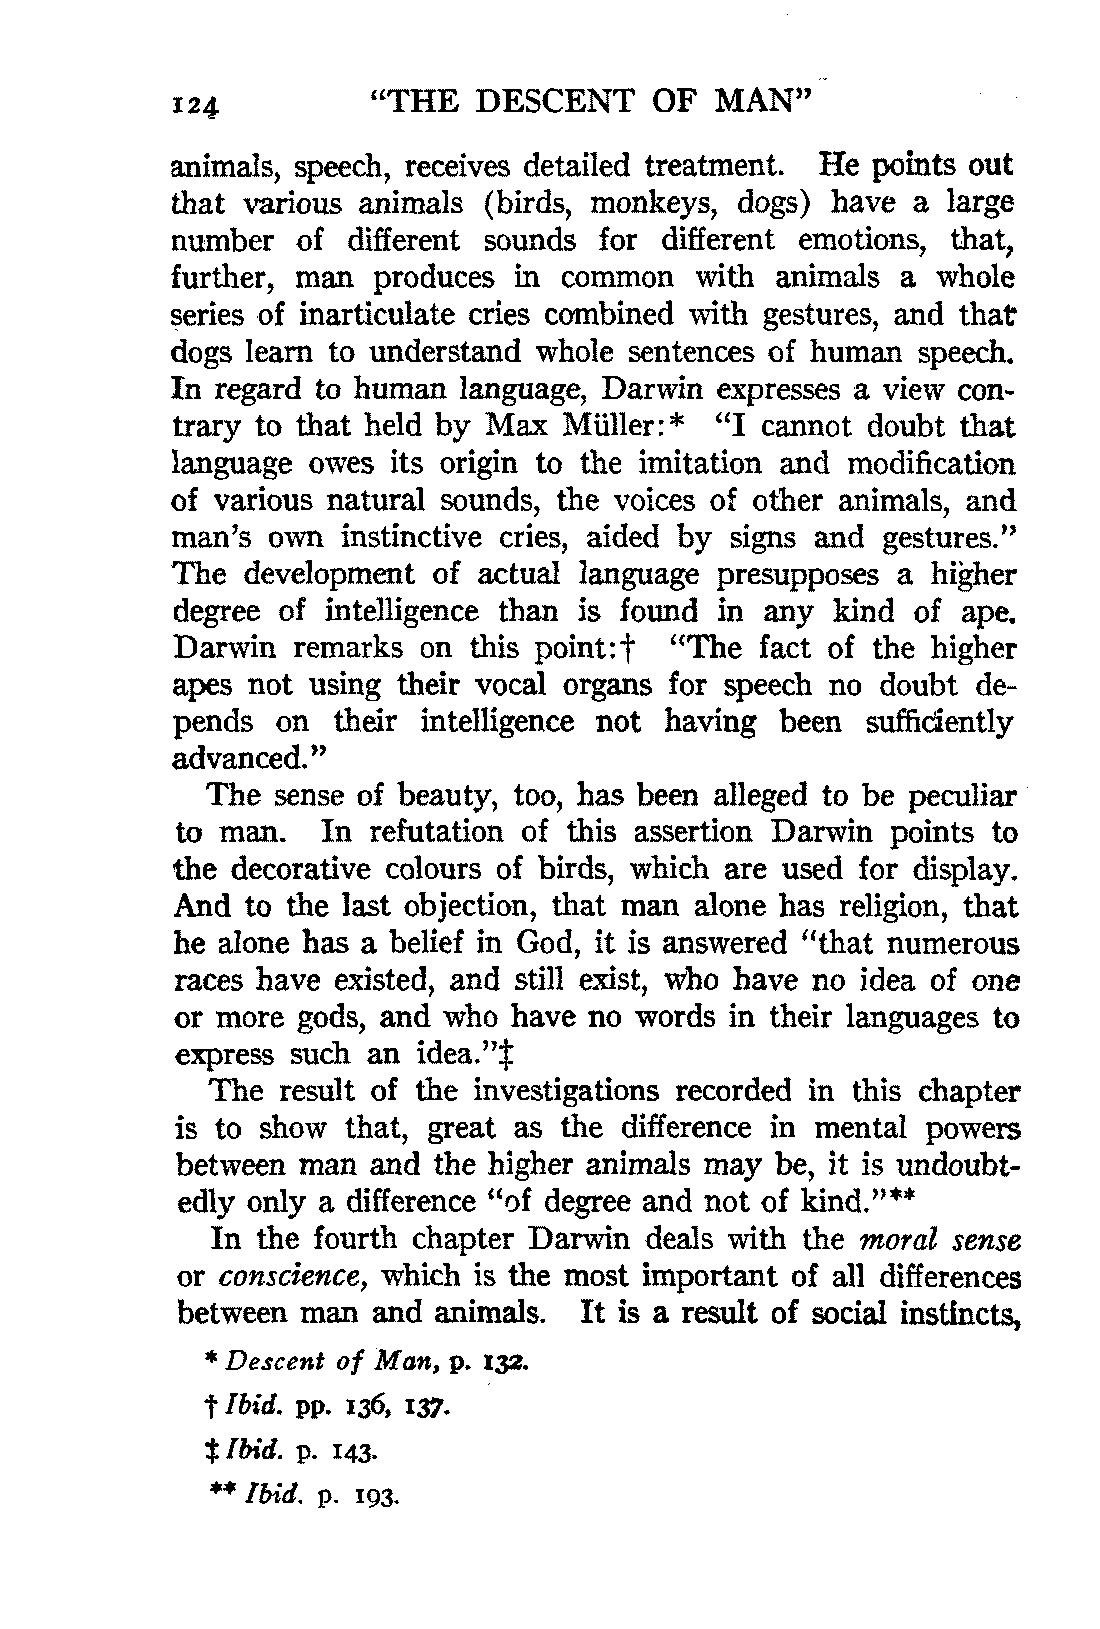 124 "THE DESCENT OF MAN"
animals, speech, receives detailed treatment. He points out
that various animals (birds, monkeys, dogs) have a large
number of different sounds for different emotions, that,
further, man produces in common with animals a whole
series of inarticulate cries combined with gestures, and that
dogs learn to understand whole sentences of human speech.
In regard to human language, Darwin expresses a view con-
trary to that held by Max Müller:* "I cannot doubt that
language owes its origin to the imitation and modification
of various natural sounds, the voices of other animals, and
man's own instinctive cries, aided by signs and gestures."
The development of actual language presupposes a higher
degree of intelligence than is found in any kind of ape.
Darwin remarks on this point:† "The fact of the higher
apes not using their vocal organs for speech no doubt de-
pends on their intelligence not having been sufficiently
advanced."
The sense of beauty, too, has been alleged to be peculiar
to man. In refutation of this assertion Darwin points to
the decorative colours of birds, which are used for display.
And to the last objection, that man alone has religion, that
he alone has a belief in God, it is answered "that numerous
races have existed, and still exist, who have no idea of one
or more gods, and who have no words in their languages to
express such an idea."‡
The result of the investigations recorded in this chapter
is to show that, great as the difference in mental powers
between man and the higher animals may be, it is undoubt-
edly only a difference "of degree and not of kind."**
In the fourth chapter Darwin deals with the moral sense
or conscience, which is the most important of all differences
between man and animals. It is a result of social instincts,
* Descent of Man, p. 132.
† Ibid. pp. 136, 137.
‡ Ibid. p. 143.
** Ibid. p. 193.